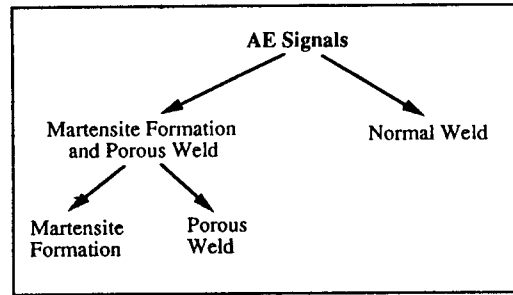 AE Signals
Martensite Formation
and Porous Weld
Normal Weld
Martensite
Formation
Porous
Weld